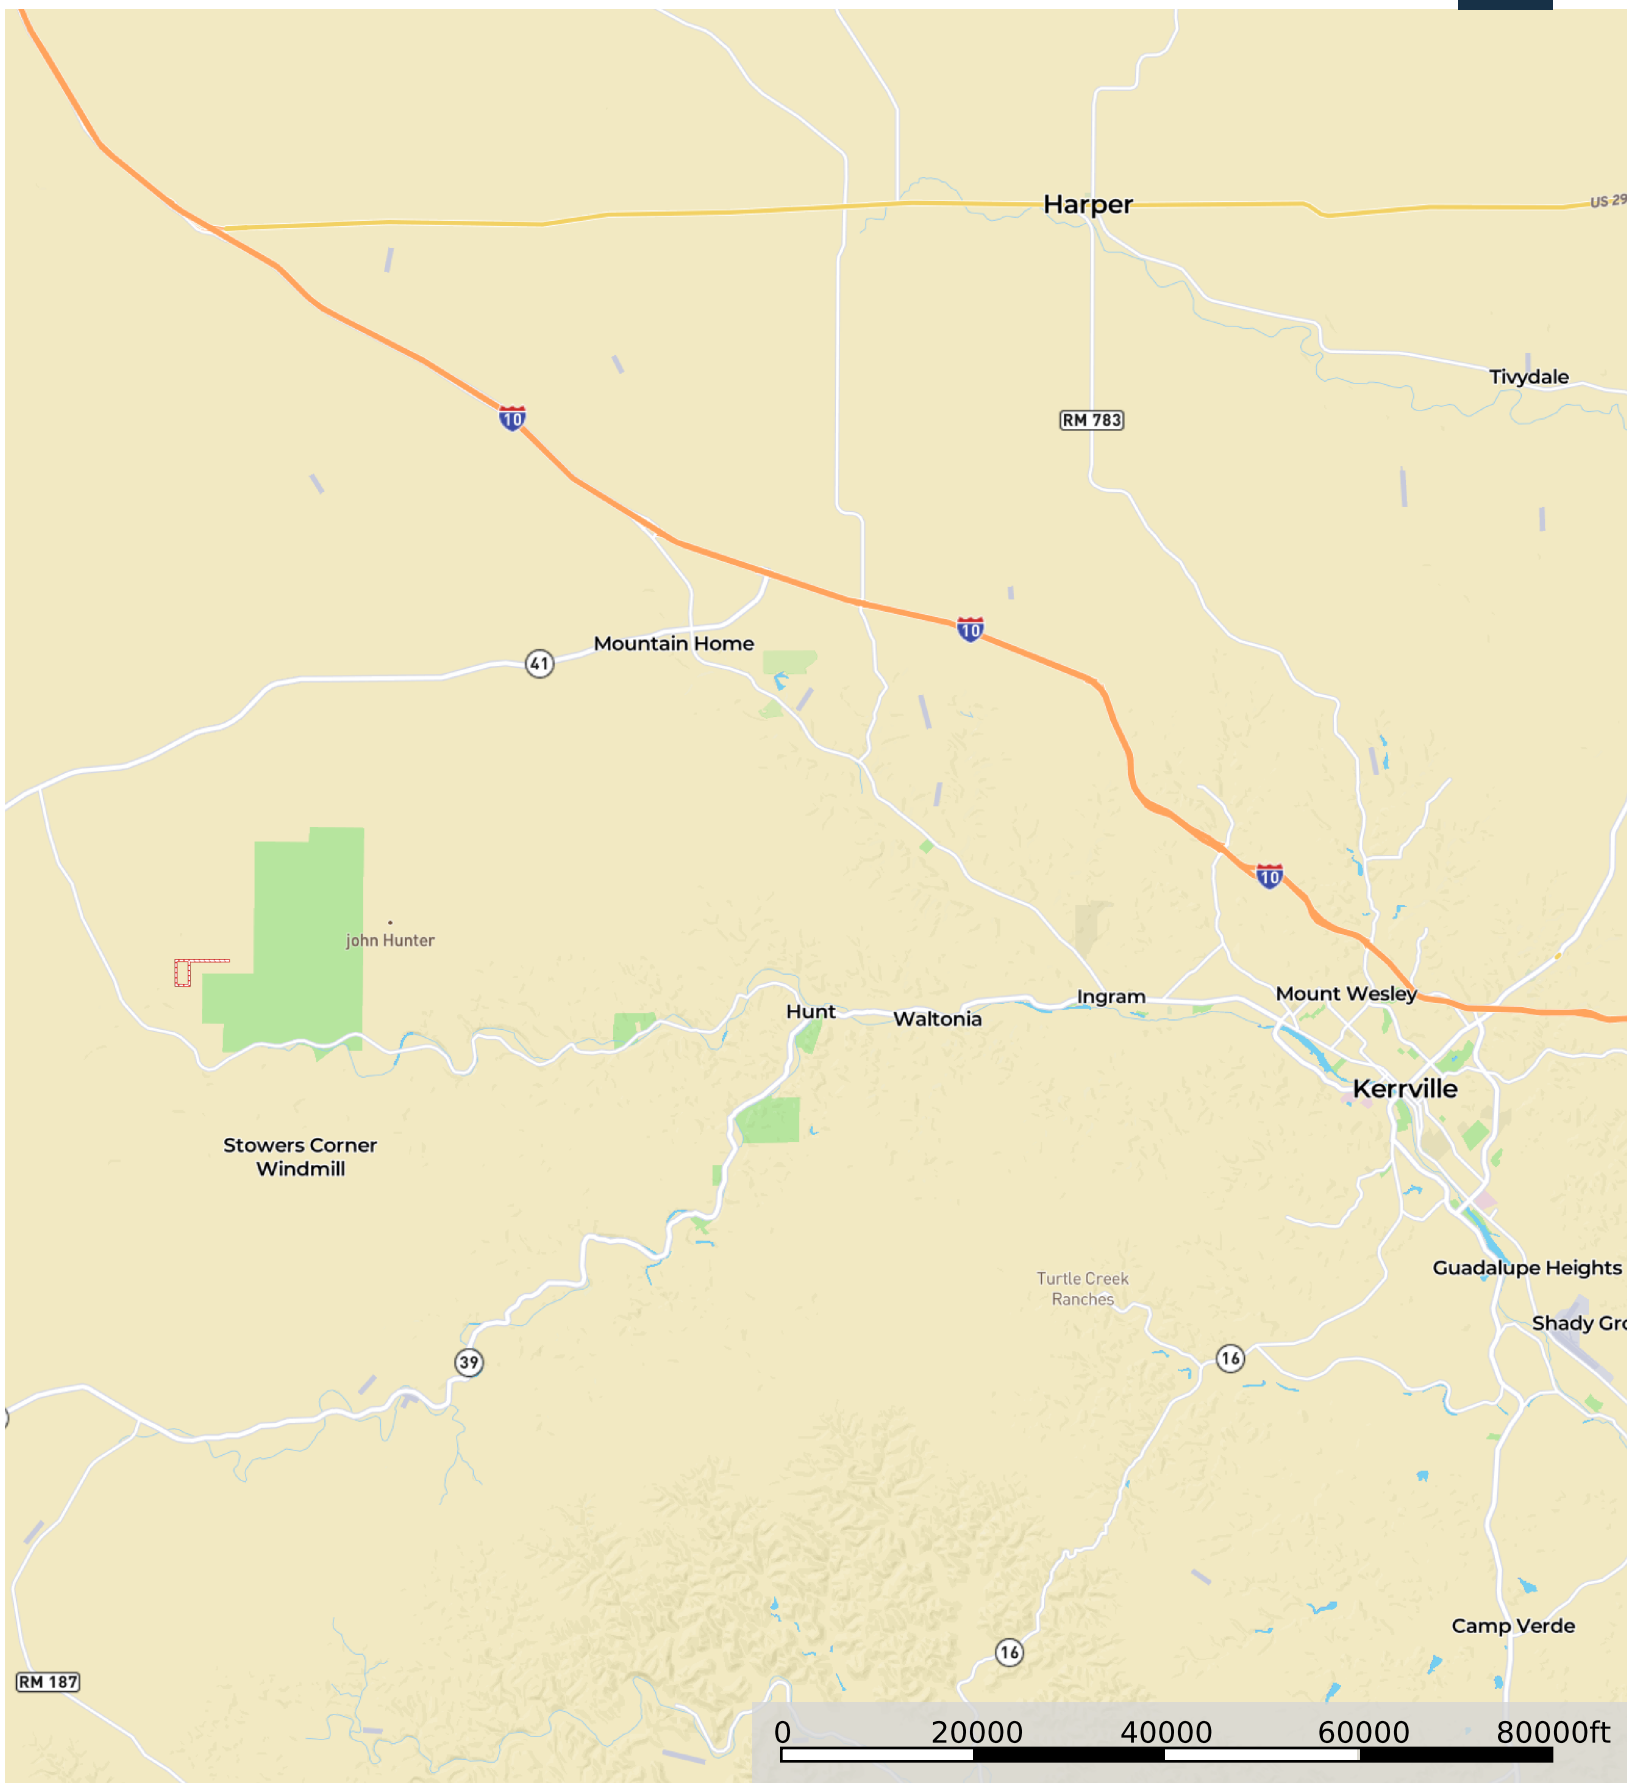 Harper
US 29
Tivydale
10
RM 783
10
Mountain Home
41
10
john Hunter
Hunt
Waltonia
Ingram
Mount Wesley
Kerrville
Stowers Corner
Windmill
Guadalupe Heights
Turtle Creek
Ranches
Shady Gro
39
16
Camp Verde
16
RM 187
0 20000 40000 60000 80000ft